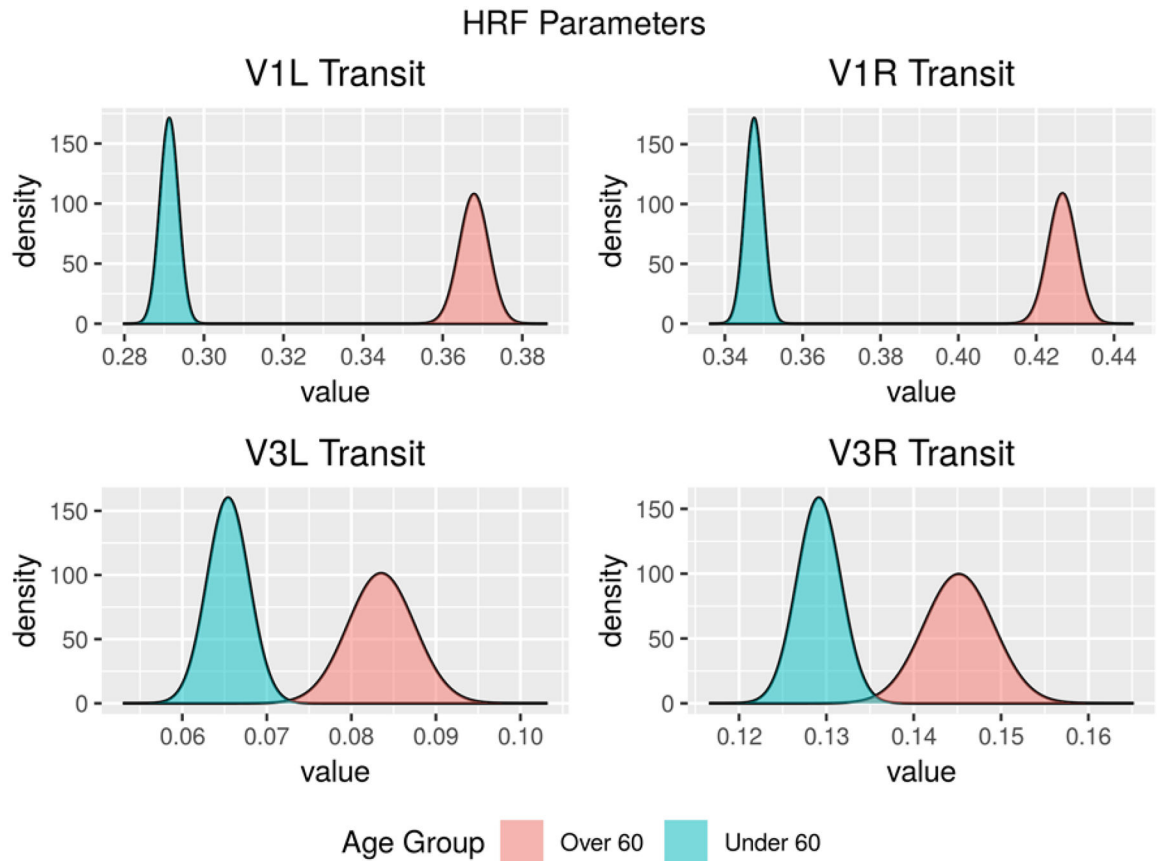 HRF Parameters
V1L Transit
density
150
100
50
0
0.28 0.30 0.32 0.34 0.36 0.38
value
V1R Transit
density
150
100
50
0
0.34 0.36 0.38 0.40 0.42 0.44
value
V3L Transit
density
150
100
50
0
0.06 0.07 0.08 0.09 0.10
value
V3R Transit
density
150
100
50
0
0.12 0.13 0.14 0.15 0.16
value
Age Group Over 60 Under 60